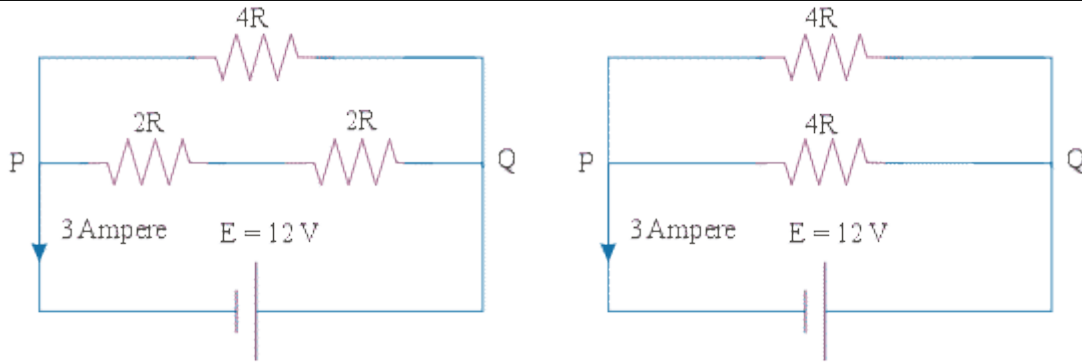 4R
2R 2R
P Q
3 Ampere E = 12 V
4R
4R
P Q
3 Ampere E = 12 V